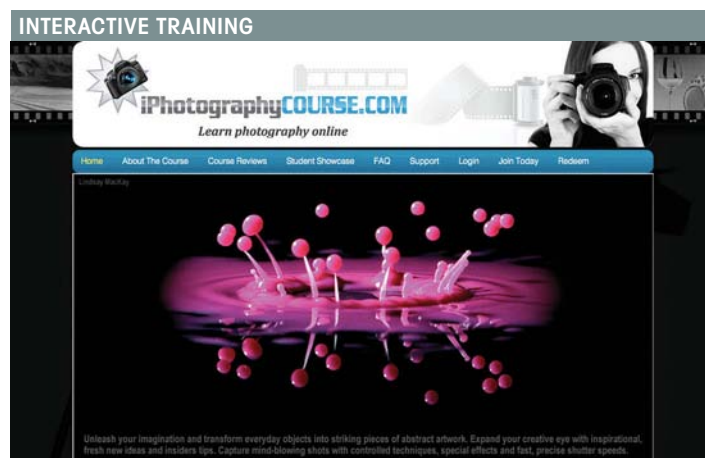 INTERACTIVE TRAINING
iPhotographyCOURSE.COM
Learn photography online
Home About The Course Course Reviews Student Showcase FAQ Support Login Join Today Redeem
Lindsay MacKay
Unleash your imagination and transform everyday objects into striking pieces of abstract artwork. Expand your creative eye with inspirational,
fresh new ideas and insiders tips. Capture mind-blowing shots with controlled techniques, special effects and fast, precise shutter speeds.